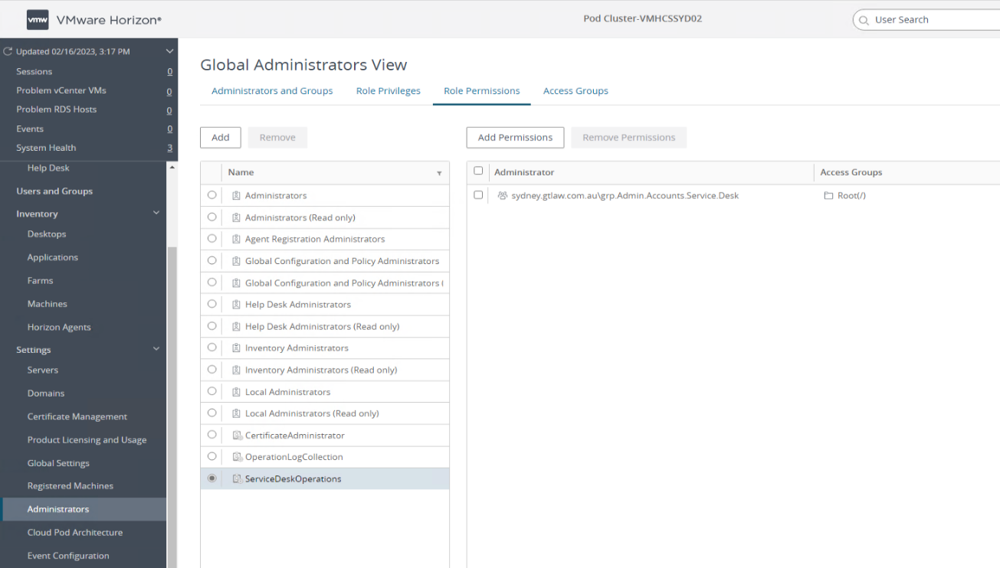 vmw VMware Horizon®
Pod Cluster-VMHCSSYD02
User Search
Updated 02/16/2023, 3:17 PM
Sessions 0
Problem vCenter VMs 0
Problem RDS Hosts 0
Events 0
System Health 3
Help Desk
Users and Groups
Inventory
Desktops
Applications
Farms
Machines
Horizon Agents
Settings
Servers
Domains
Certificate Management
Product Licensing and Usage
Global Settings
Registered Machines
Administrators
Cloud Pod Architecture
Event Configuration
Global Administrators View
Administrators and Groups Role Privileges Role Permissions Access Groups
Add Remove
Name
Administrators
Administrators (Read only)
Agent Registration Administrators
Global Configuration and Policy Administrators
Global Configuration and Policy Administrators (
Help Desk Administrators
Help Desk Administrators (Read only)
Inventory Administrators
Inventory Administrators (Read only)
Local Administrators
Local Administrators (Read only)
CertificateAdministrator
OperationLogCollection
ServiceDeskOperations
Add Permissions Remove Permissions
Administrator Access Groups
sydney.gtlaw.com.au\grp.Admin.Accounts.Service.Desk Root(/)